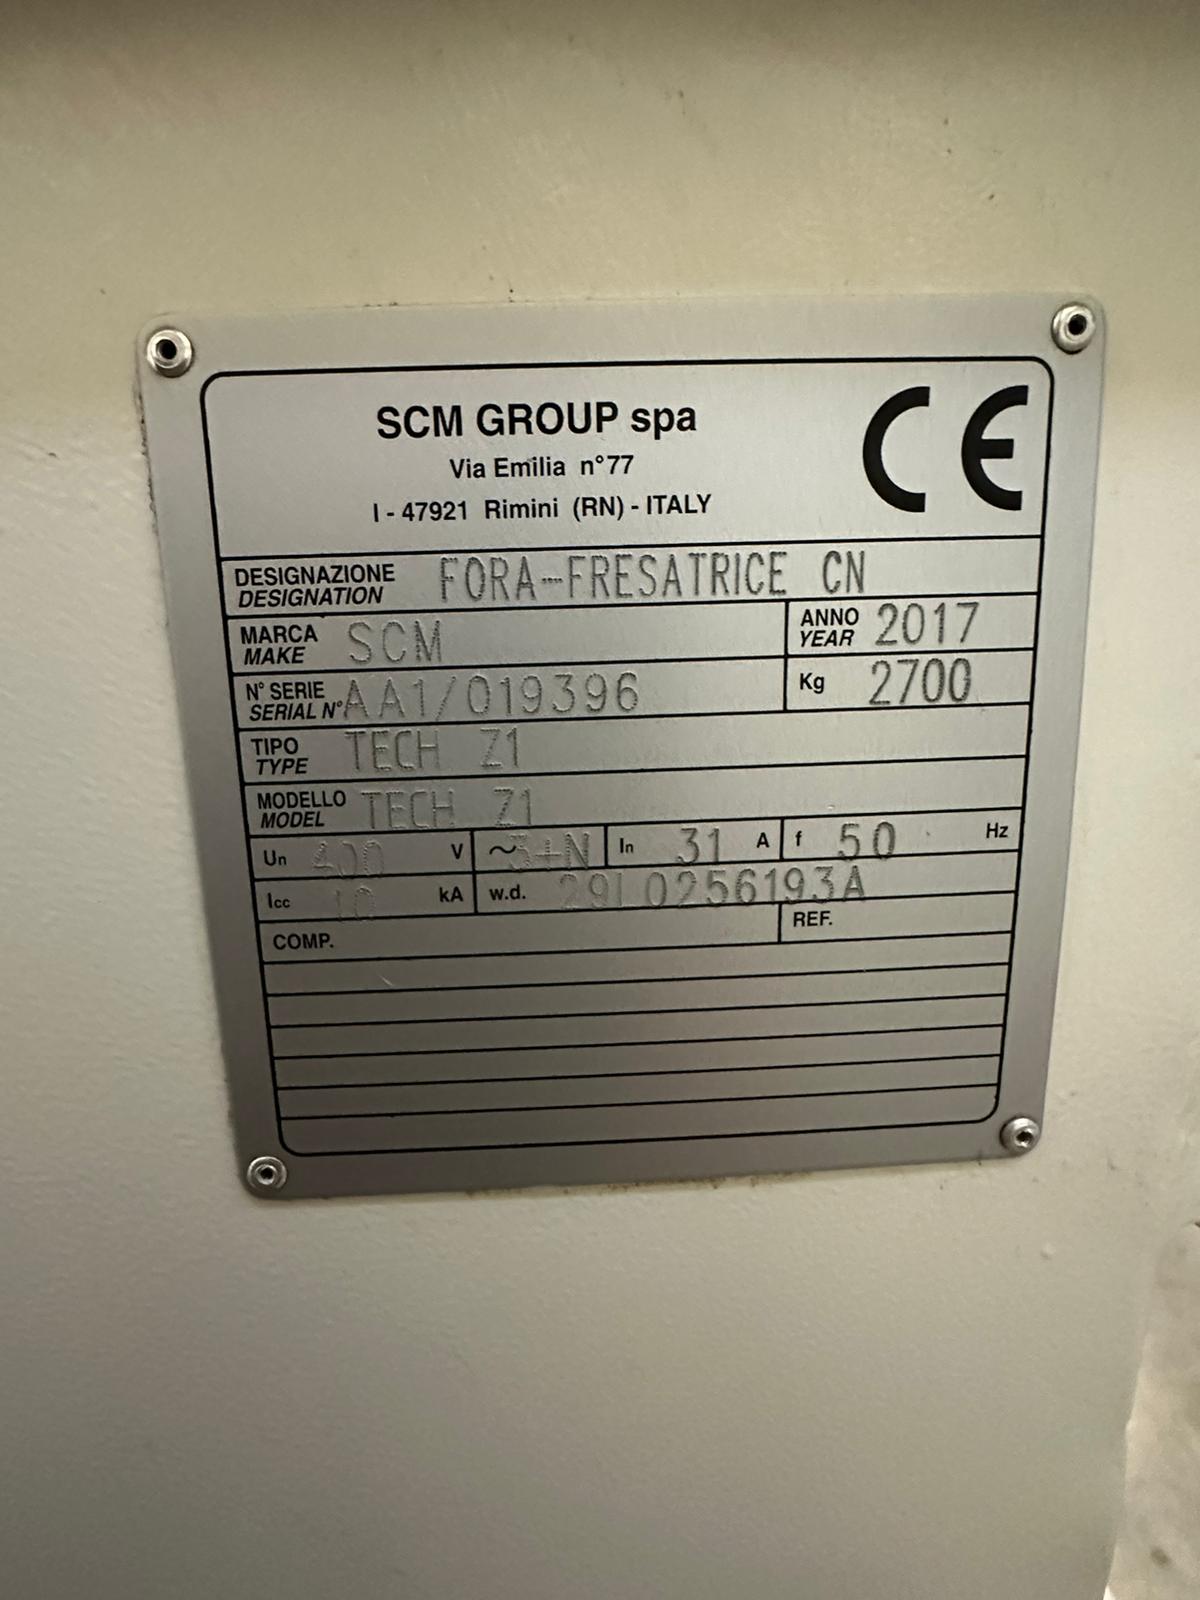 SCM GROUP spa
Via Emilia n°77
I - 47921 Rimini (RN) - ITALY
CE
DESIGNAZIONE
DESIGNATION FORA-FRESATRICE CN
MARCA
MAKE SCM
ANNO
YEAR 2017
N° SERIE
SERIAL N° AA1/019396
Kg 2700
TIPO
TYPE TECH Z1
MODELLO
MODEL TECH Z1
Un 400 V ~3+N In 31 A f 50 Hz
Icc 10 kA w.d. 29L0256193A
COMP. REF.